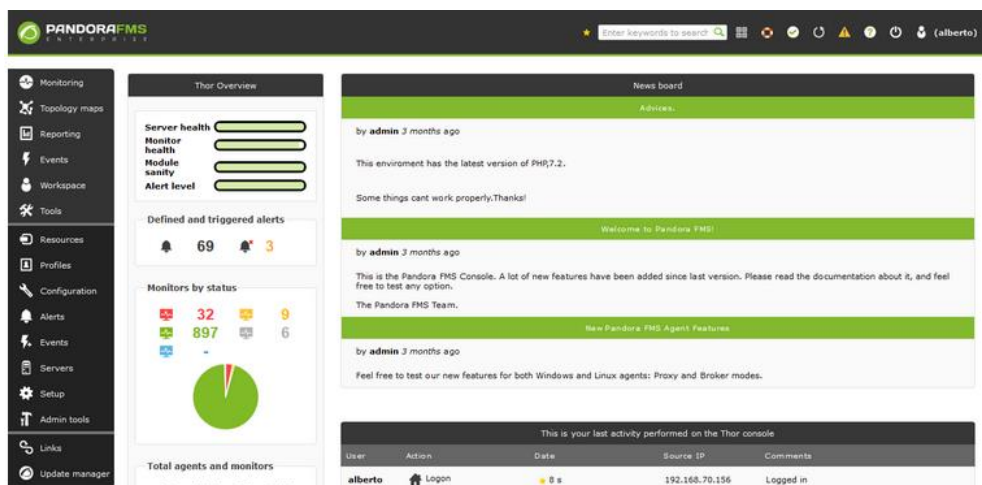 PANDORAFMS
ENTERPRISE
Enter keywords to search
(alberto)
Monitoring
Topology maps
Reporting
Events
Workspace
Tools
Resources
Profiles
Configuration
Alerts
Events
Servers
Setup
Admin tools
Links
Update manager
Thor Overview
Server health
Monitor
health
Module
sanity
Alert level
Defined and triggered alerts
69 3
Monitors by status
32 9
897 6
-
Total agents and monitors
News board
Advices.
by admin 3 months ago
This enviroment has the latest version of PHP,7.2.
Some things cant work properly.Thanks!
Welcome to Pandora FMS!
by admin 3 months ago
This is the Pandora FMS Console. A lot of new features have been added since last version. Please read the documentation about it, and feel
free to test any option.
The Pandora FMS Team.
New Pandora FMS Agent Features
by admin 3 months ago
Feel free to test our new features for both Windows and Linux agents: Proxy and Broker modes.
This is your last activity performed on the Thor console
User Action Date Source IP Comments
alberto Logon 8 s 192.168.70.156 Logged in